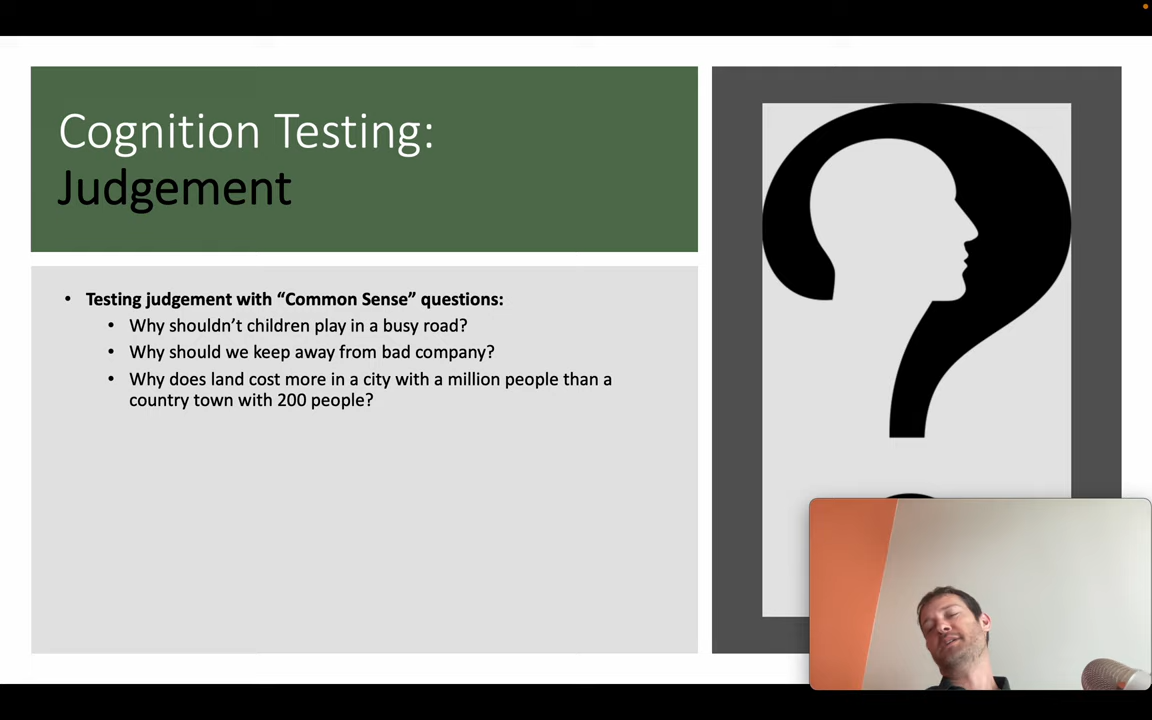 Cognition Testing:
Judgement
• Testing judgement with “Common Sense” questions:
• Why shouldn’t children play in a busy road?
• Why should we keep away from bad company?
• Why does land cost more in a city with a million people than a
country town with 200 people?